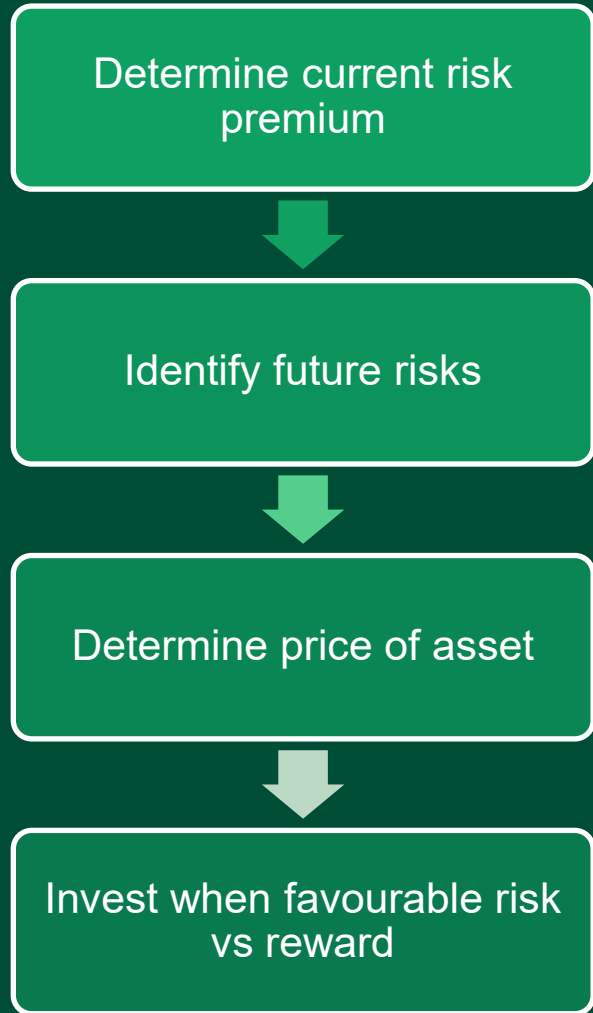 Determine current risk
premium
Identify future risks
Determine price of asset
Invest when favourable risk
vs reward